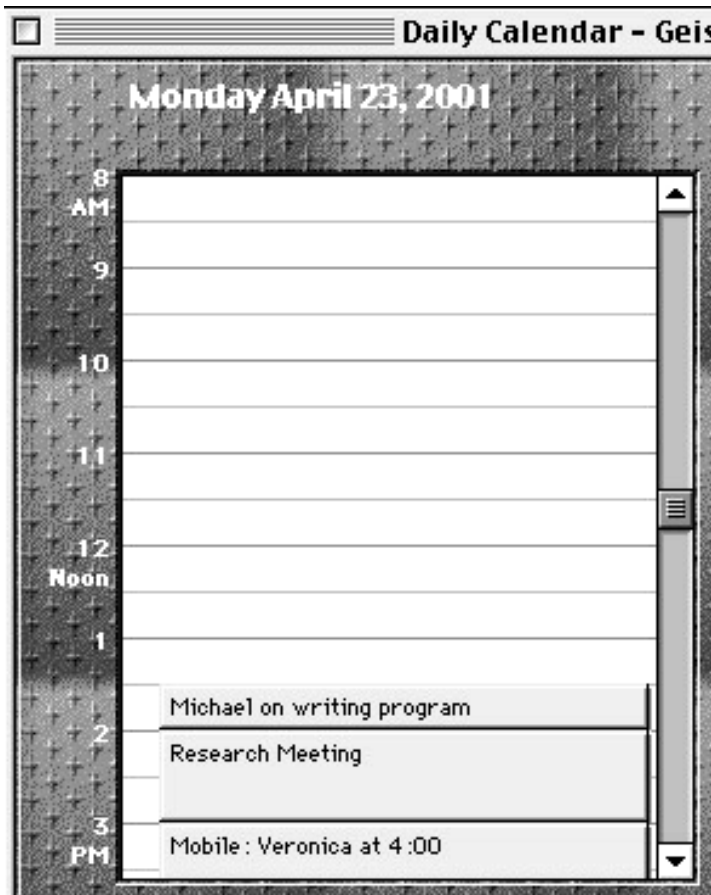 Daily Calendar - Geis
Monday April 23, 2001
8
AM
9
10
11
12
Noon
1
Michael on writing program
2
Research Meeting
3
PM
Mobile : Veronica at 4 :00